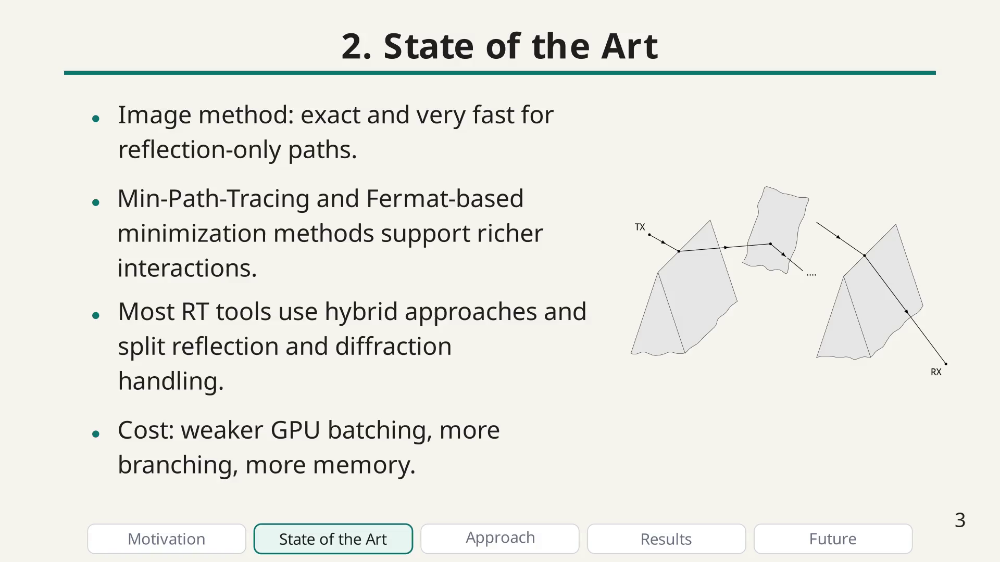 2. State of the Art
Image method: exact and very fast for
reflection-only paths.
Min-Path-Tracing and Fermat-based
minimization methods support richer
interactions.
Most RT tools use hybrid approaches and
split reflection and diffraction
handling.
Cost: weaker GPU batching, more
branching, more memory.
TX
....
RX
3
Motivation
State of the Art
Approach
Results
Future